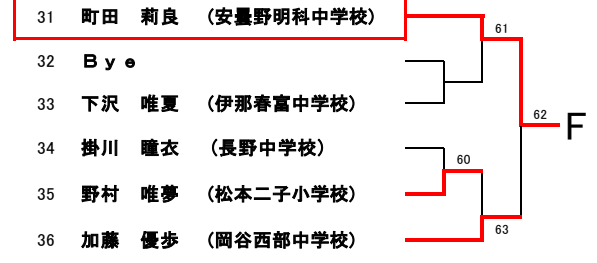 31 町田 莉良 (安曇野明科中学校)
32 Bye
33 下沢 唯夏 (伊那春富中学校)
34 掛川 瞳衣 (長野中学校)
35 野村 唯夢 (松本二子小学校)
36 加藤 優歩 (岡谷西部中学校)
61
60
62
63
F